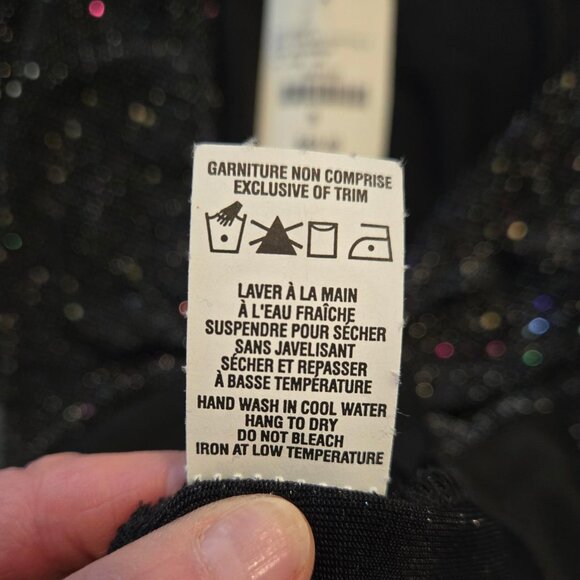 GARNITURE NON COMPRISE
EXCLUSIVE OF TRIM
LAVER À LA MAIN
À L'EAU FRAÎCHE
SUSPENDRE POUR SÉCHER
SANS JAVELISANT
SÉCHER ET REPASSER
À BASSE TEMPÉRATURE
HAND WASH IN COOL WATER
HANG TO DRY
DO NOT BLEACH
IRON AT LOW TEMPERATURE